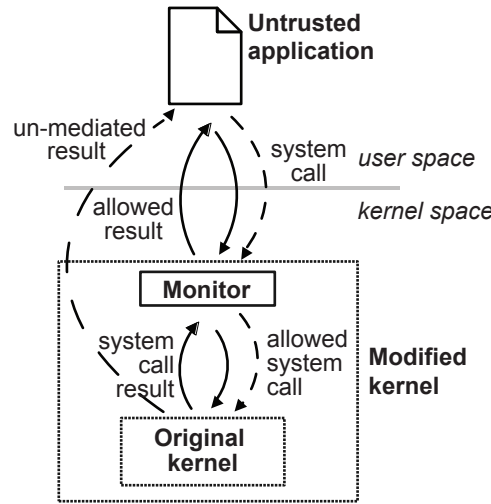 Untrusted
application
un-mediated
result
system
call
user space
allowed
result
kernel space
Monitor
system
call
result
allowed
system
call
Modified
kernel
Original
kernel